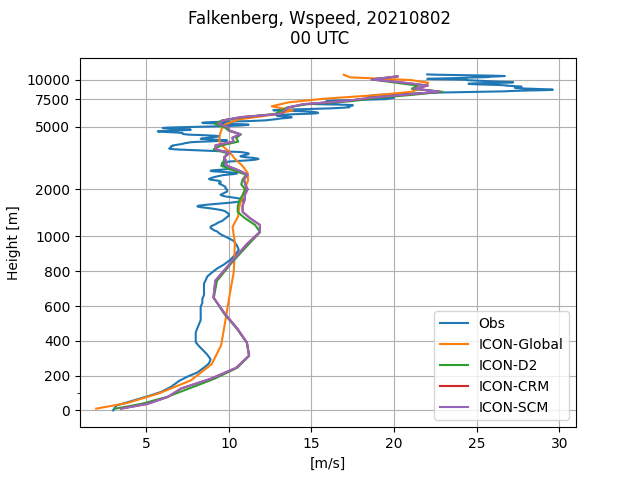 Falkenberg, Wspeed, 20210802
00 UTC
Height [m]
10000
7500
5000
2000
1000
800
600
400
200
0
5
10
15
20
25
30
[m/s]
Obs
ICON-Global
ICON-D2
ICON-CRM
ICON-SCM